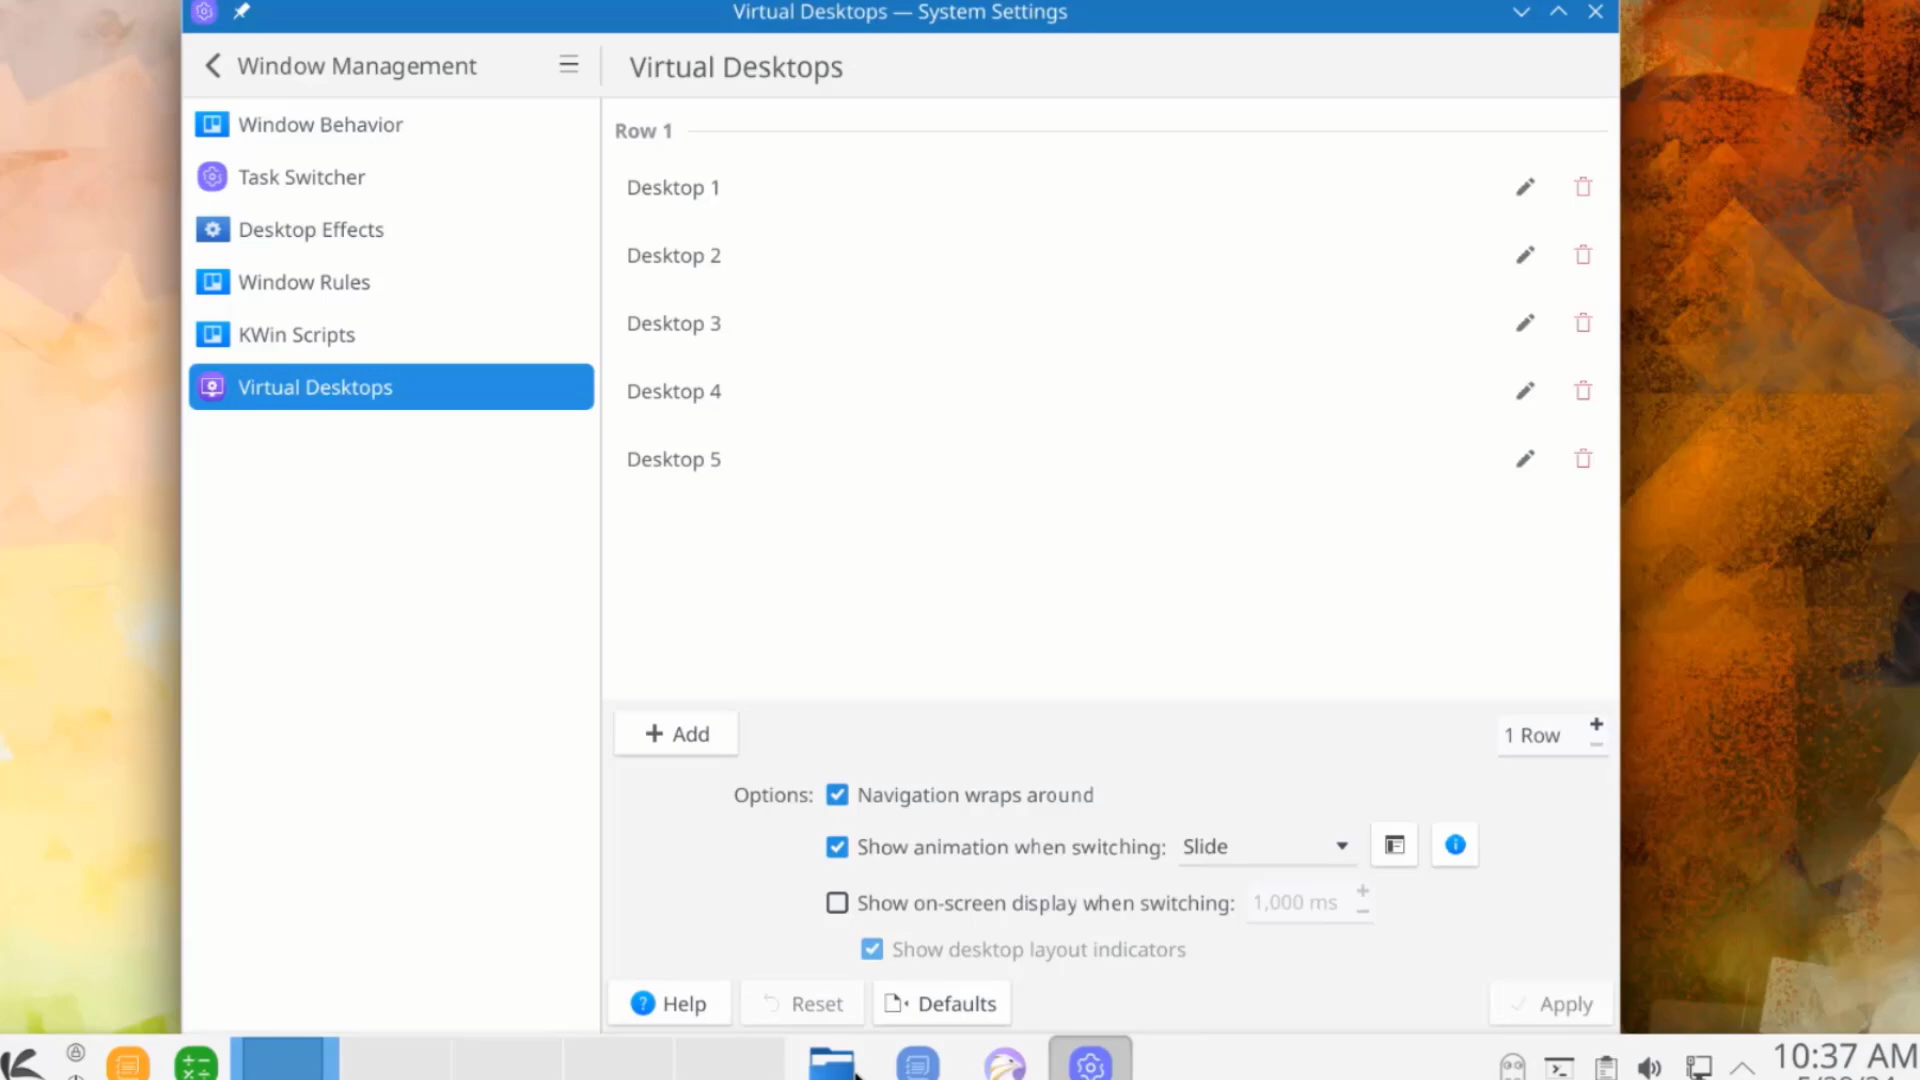 Virtual Desktops — System Settings
Window Management
Virtual Desktops
Window Behavior
Task Switcher
Desktop Effects
Window Rules
KWin Scripts
Virtual Desktops
Row 1
Desktop 1
Desktop 2
Desktop 3
Desktop 4
Desktop 5
+ Add
1 Row
Options: Navigation wraps around
Show animation when switching: Slide
Show on-screen display when switching: 1,000 ms
Show desktop layout indicators
Help
Reset
Defaults
Apply
10:37 AM